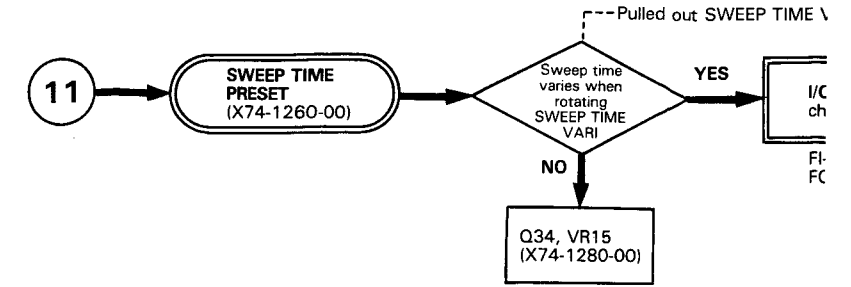 Pulled out SWEEP TIME
11
SWEEP TIME
PRESET
(X74-1260-00)
Sweep time
varies when
rotating
SWEEP TIME
VARI
YES
NO
Q34, VR15
(X74-1280-00)